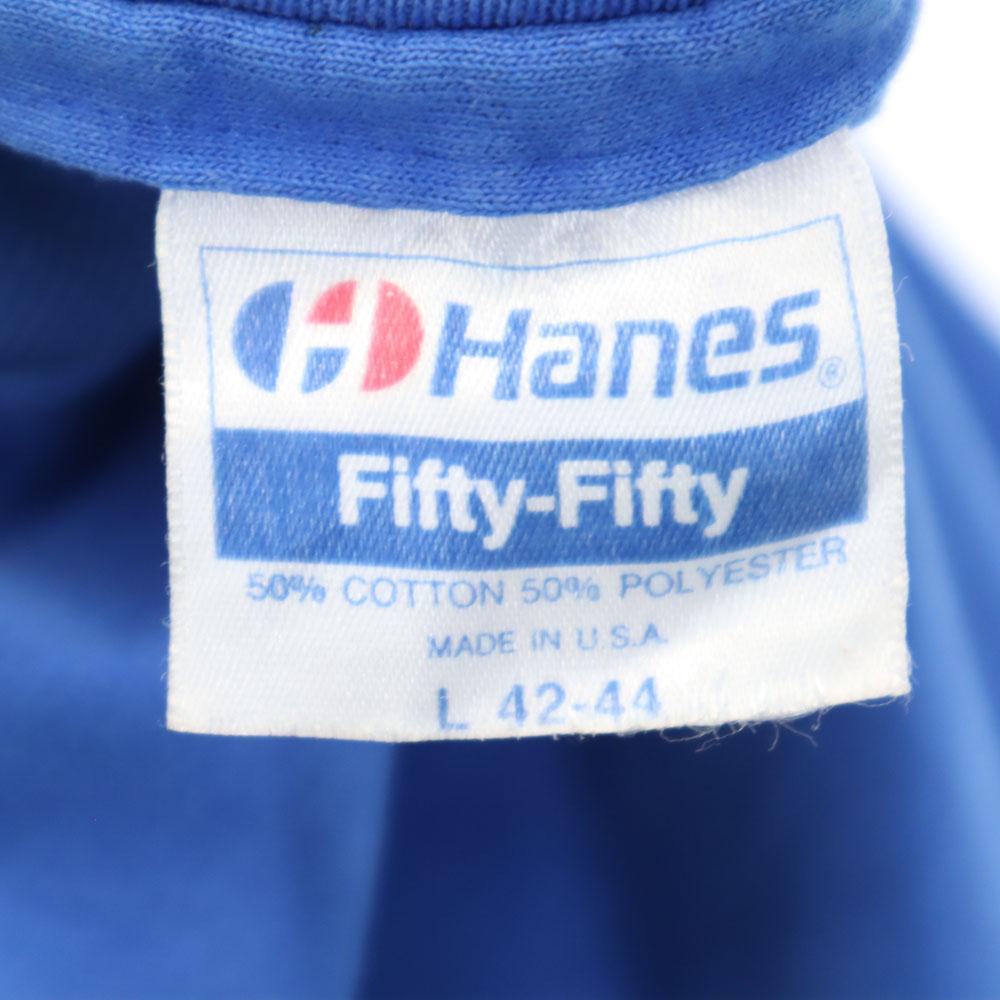 H Hanes®
Fifty-Fifty
50% COTTON 50% POLYESTER
MADE IN U.S.A.
L 42-44